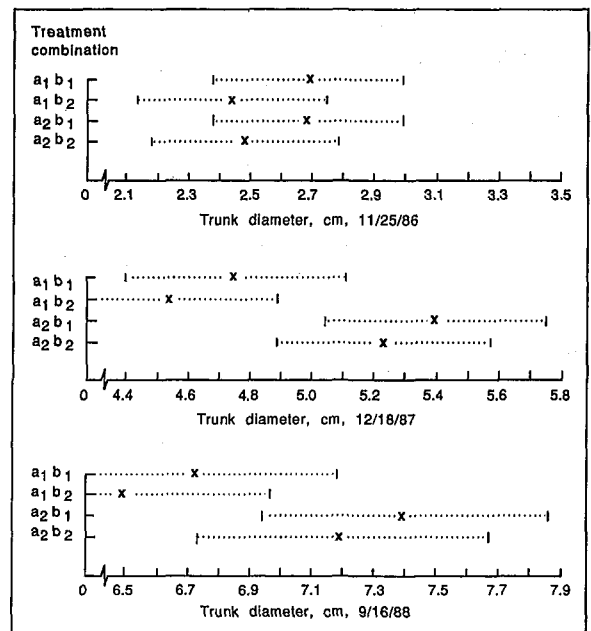 Treatment
combination
a₁ b₁
a₁ b₂
a₂ b₁
a₂ b₂
0 2.1 2.3 2.5 2.7 2.9 3.1 3.3 3.5
Trunk diameter, cm, 11/25/86
a₁ b₁
a₁ b₂
a₂ b₁
a₂ b₂
0 4.4 4.6 4.8 5.0 5.2 5.4 5.6 5.8
Trunk diameter, cm, 12/18/87
a₁ b₁
a₁ b₂
a₂ b₁
a₂ b₂
0 6.5 6.7 6.9 7.1 7.3 7.5 7.7 7.9
Trunk diameter, cm, 9/16/88